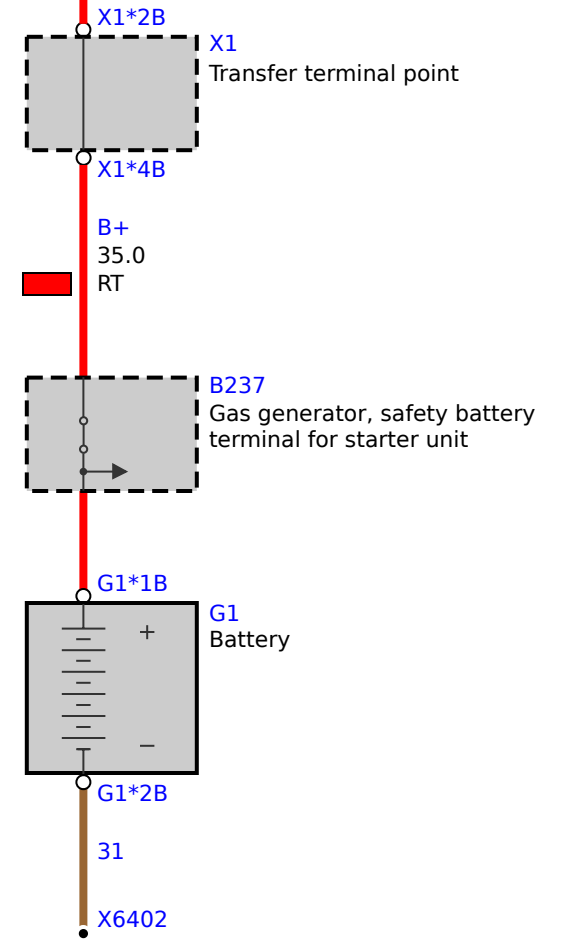 X1*2B
X1
Transfer terminal point
X1*4B
B+
35.0
RT
B237
Gas generator, safety battery
terminal for starter unit
G1*1B
G1
Battery
+
−
G1*2B
31
X6402